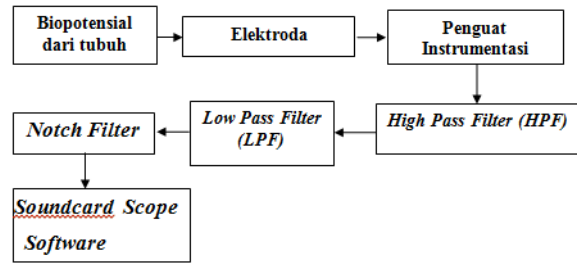 Biopotensial
dari tubuh
Elektroda
Penguat
Instrumentasi
High Pass Filter (HPF)
Low Pass Filter
(LPF)
Notch Filter
Soundcard Scope
Software